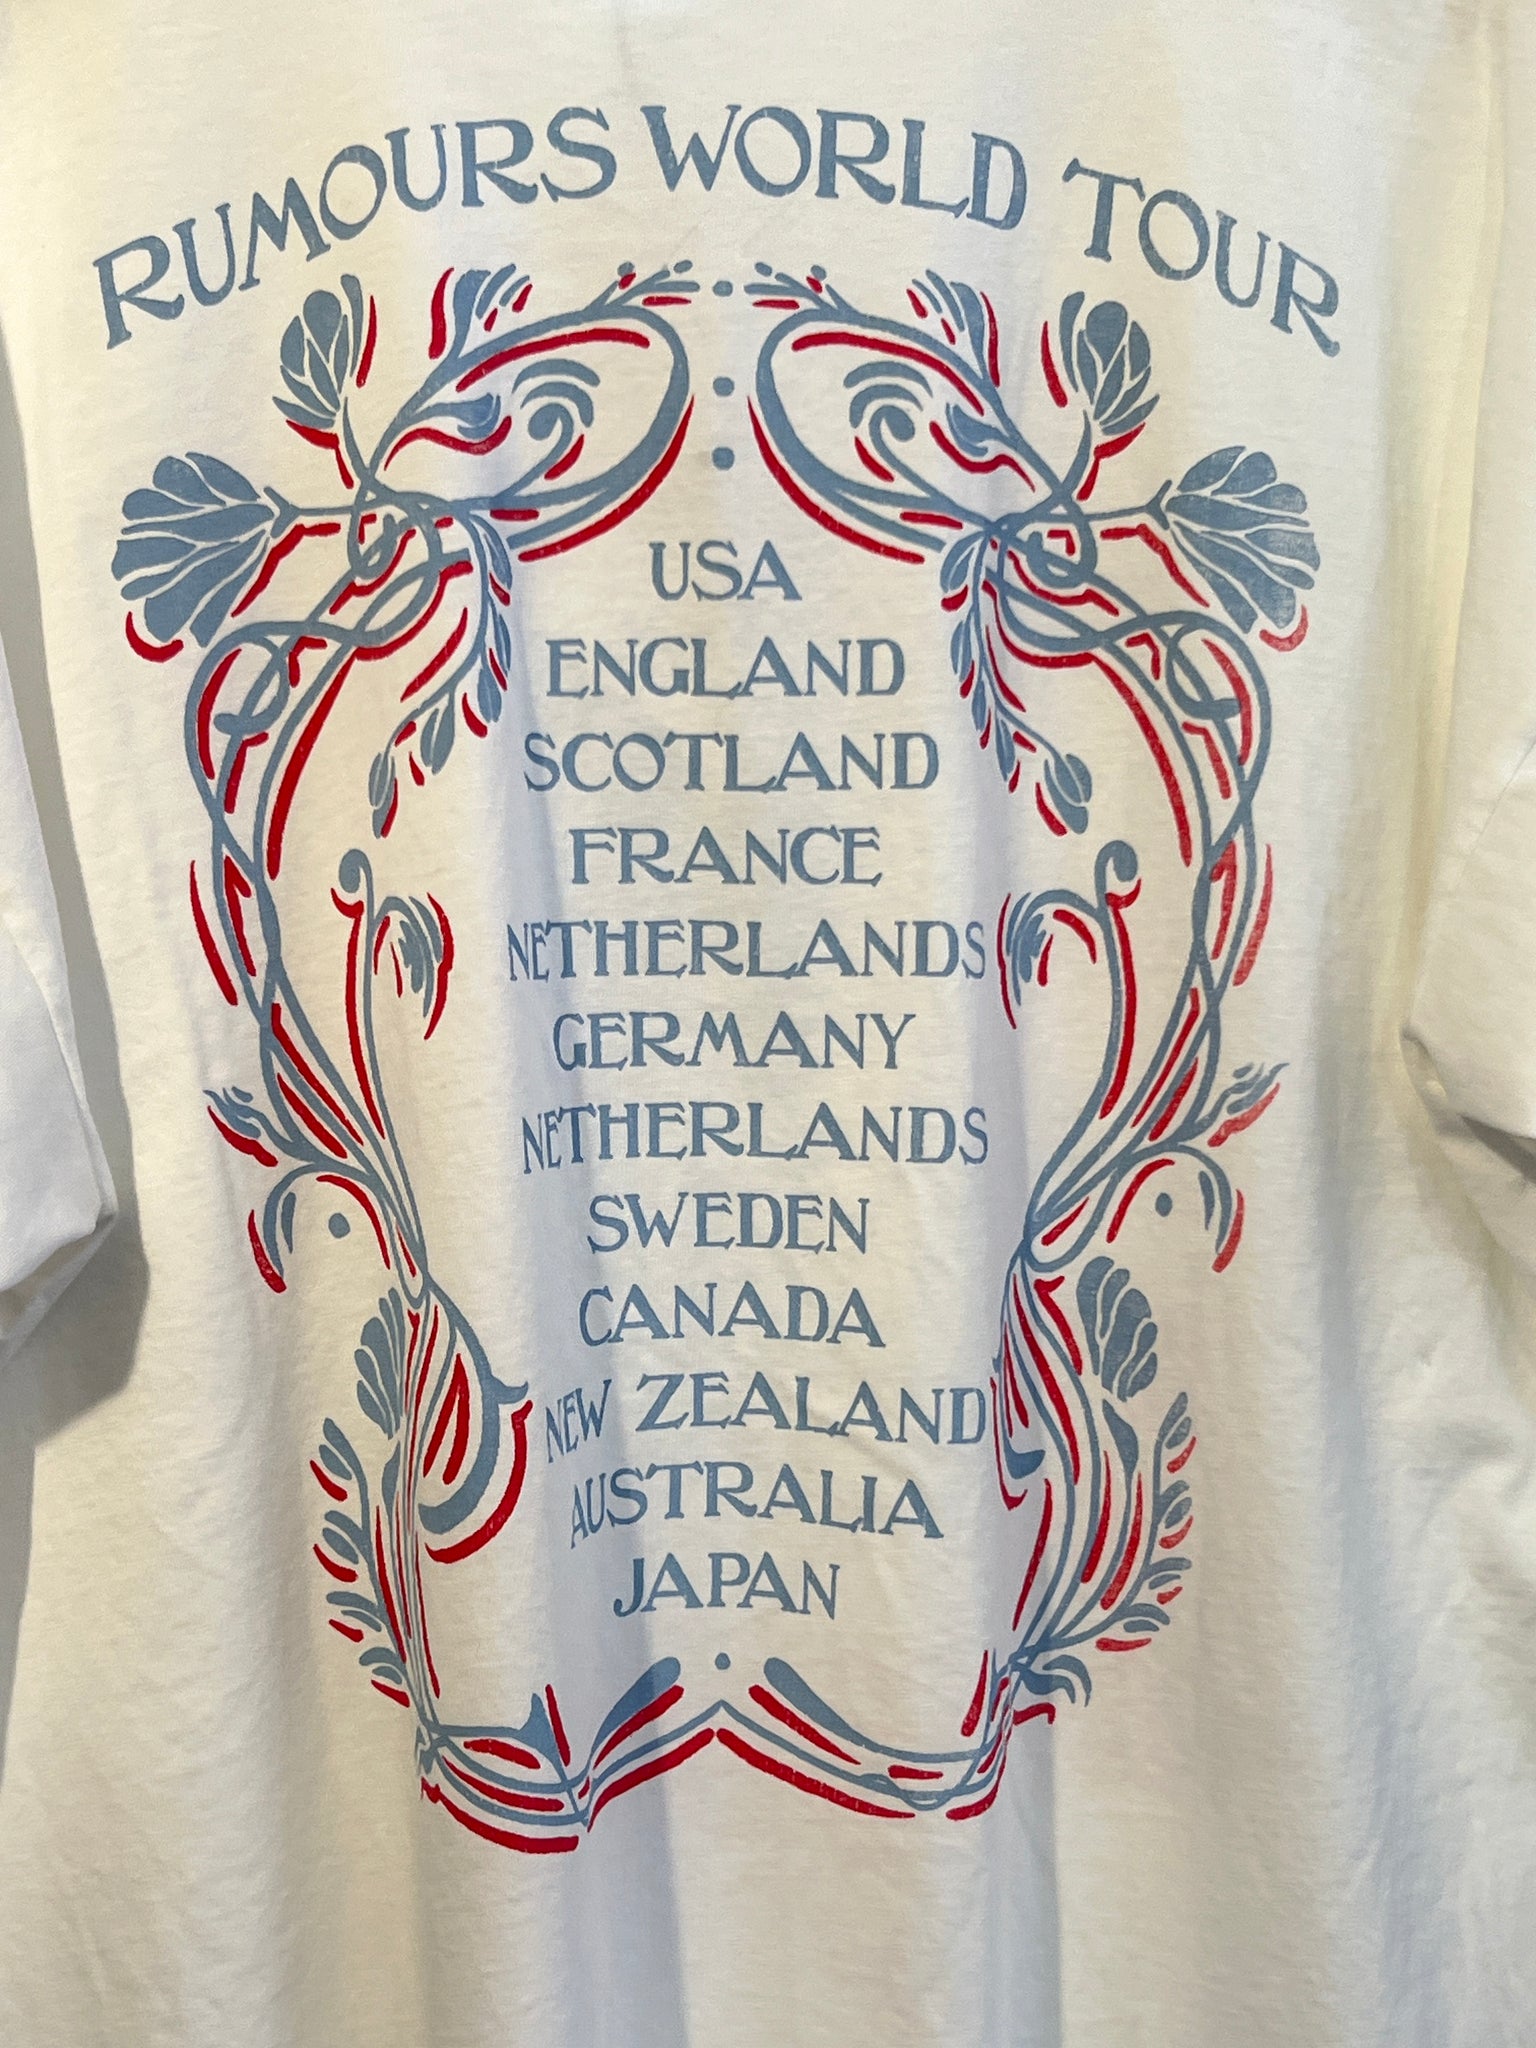 RUMOURS WORLD TOUR
USA
ENGLAND
SCOTLAND
FRANCE
NETHERLANDS
GERMANY
NETHERLANDS
SWEDEN
CANADA
NEW ZEALAND
AUSTRALIA
JAPAN